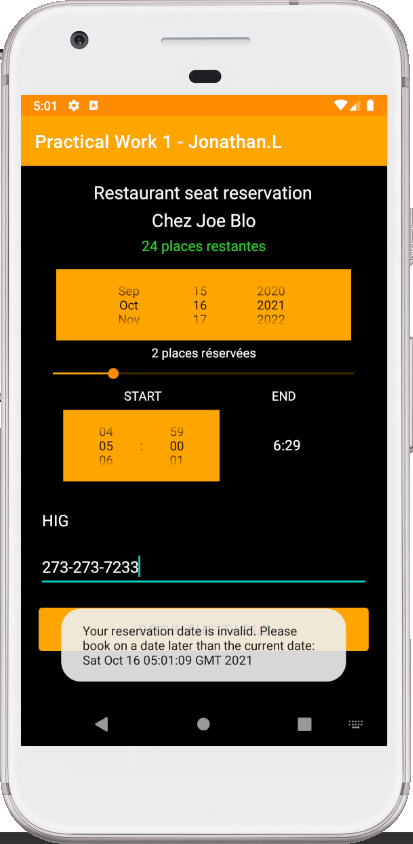 5:01
Practical Work 1 - Jonathan.L
Restaurant seat reservation
Chez Joe Blo
24 places restantes
Sep 15 2020
Oct 16 2021
Nov 17 2022
2 places réservées
START END
04 59
05 : 00 6:29
06 01
HIG
273-273-7233
Your reservation date is invalid. Please
book on a date later than the current date:
Sat Oct 16 05:01:09 GMT 2021